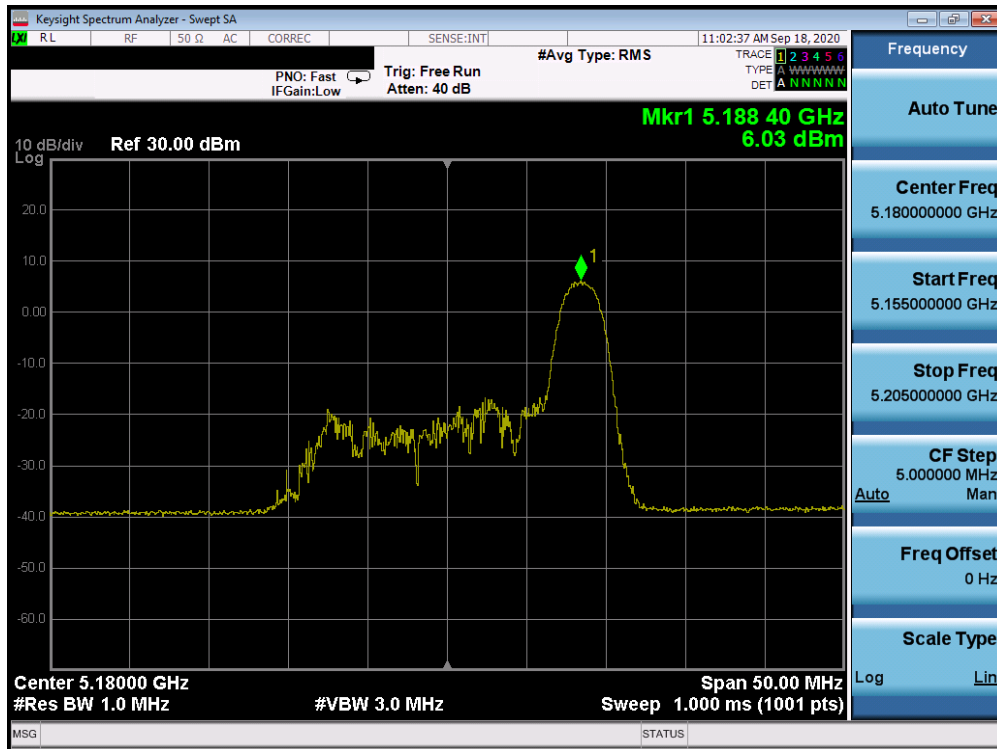 Keysight Spectrum Analyzer - Swept SA
LXI RL RF 50 Ω AC CORREC SENSE:INT 11:02:37 AM Sep 18, 2020
#Avg Type: RMS TRACE 1 2 3 4 5 6
PNO: Fast Trig: Free Run TYPE A WWWWW
IFGain:Low Atten: 40 dB DET A N N N N N
Mkr1 5.188 40 GHz
6.03 dBm
10 dB/div Ref 30.00 dBm
Log
1
20.0
10.0
0.00
-10.0
-20.0
-30.0
-40.0
-50.0
-60.0
Center 5.18000 GHz Span 50.00 MHz
#Res BW 1.0 MHz #VBW 3.0 MHz Sweep 1.000 ms (1001 pts)
MSG STATUS
Frequency
Auto Tune
Center Freq
5.180000000 GHz
Start Freq
5.155000000 GHz
Stop Freq
5.205000000 GHz
CF Step
5.000000 MHz
Auto Man
Freq Offset
0 Hz
Scale Type
Log Lin